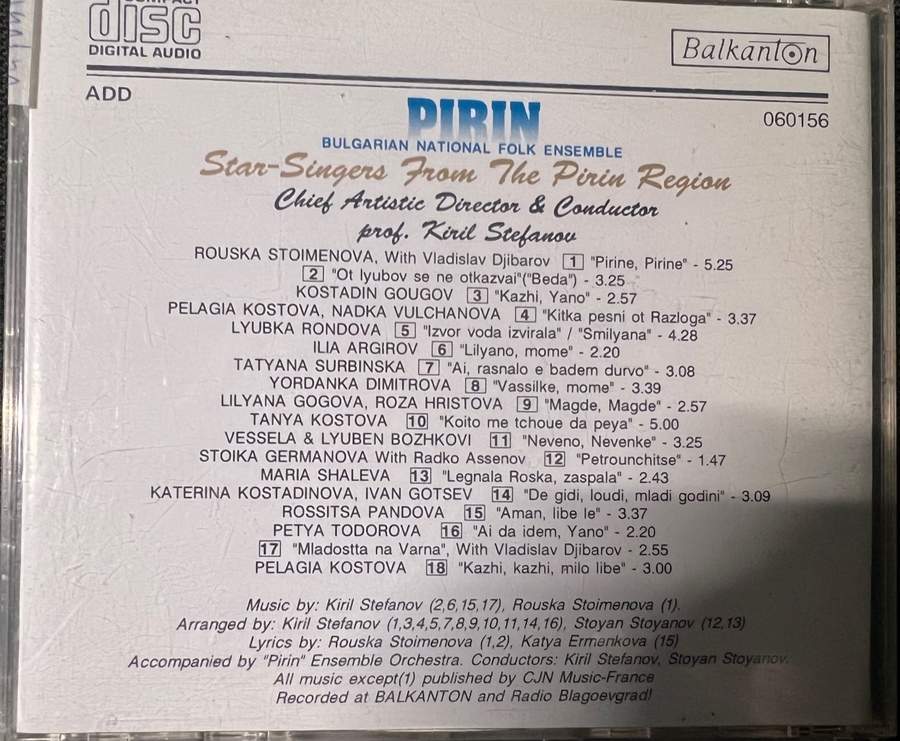 COMPACT
disc
DIGITAL AUDIO
Balkanton
ADD
060156
PIRIN
BULGARIAN NATIONAL FOLK ENSEMBLE
Star-Singers From The Pirin Region
Chief Artistic Director & Conductor
prof. Kiril Stefanov
ROUSKA STOIMENOVA, With Vladislav Djibarov 1 "Pirine, Pirine" - 5.25
2 "Ot lyubov se ne otkazvai"("Beda") - 3.25
KOSTADIN GOUGOV 3 "Kazhi, Yano" - 2.57
PELAGIA KOSTOVA, NADKA VULCHANOVA 4 "Kitka pesni ot Razloga" - 3.37
LYUBKA RONDOVA 5 "Izvor voda izvirala" / "Smilyana" - 4.28
ILIA ARGIROV 6 "Lilyano, mome" - 2.20
TATYANA SURBINSKA 7 "Ai, rasnalo e badem durvo" - 3.08
YORDANKA DIMITROVA 8 "Vassilke, mome" - 3.39
LILYANA GOGOVA, ROZA HRISTOVA 9 "Magde, Magde" - 2.57
TANYA KOSTOVA 10 "Koito me tchoue da peya" - 5.00
VESSELA & LYUBEN BOZHKOVI 11 "Neveno, Nevenke" - 3.25
STOIKA GERMANOVA With Radko Assenov 12 "Petrounchitse" - 1.47
MARIA SHALEVA 13 "Legnala Roska, zaspala" - 2.43
KATERINA KOSTADINOVA, IVAN GOTSEV 14 "De gidi, loudi, mladi godini" - 3.09
ROSSITSA PANDOVA 15 "Aman, libe le" - 3.37
PETYA TODOROVA 16 "Ai da idem, Yano" - 2.20
17 "Mladostta na Varna", With Vladislav Djibarov - 2.55
PELAGIA KOSTOVA 18 "Kazhi, kazhi, milo libe" - 3.00
Music by: Kiril Stefanov (2,6,15,17), Rouska Stoimenova (1).
Arranged by: Kiril Stefanov (1,3,4,5,7,8,9,10,11,14,16), Stoyan Stoyanov (12,13)
Lyrics by: Rouska Stoimenova (1,2), Katya Ermenkova (15)
Accompanied by "Pirin" Ensemble Orchestra. Conductors: Kiril Stefanov, Stoyan Stoyanov.
All music except(1) published by CJN Music-France
Recorded at BALKANTON and Radio Blagoevgrad!